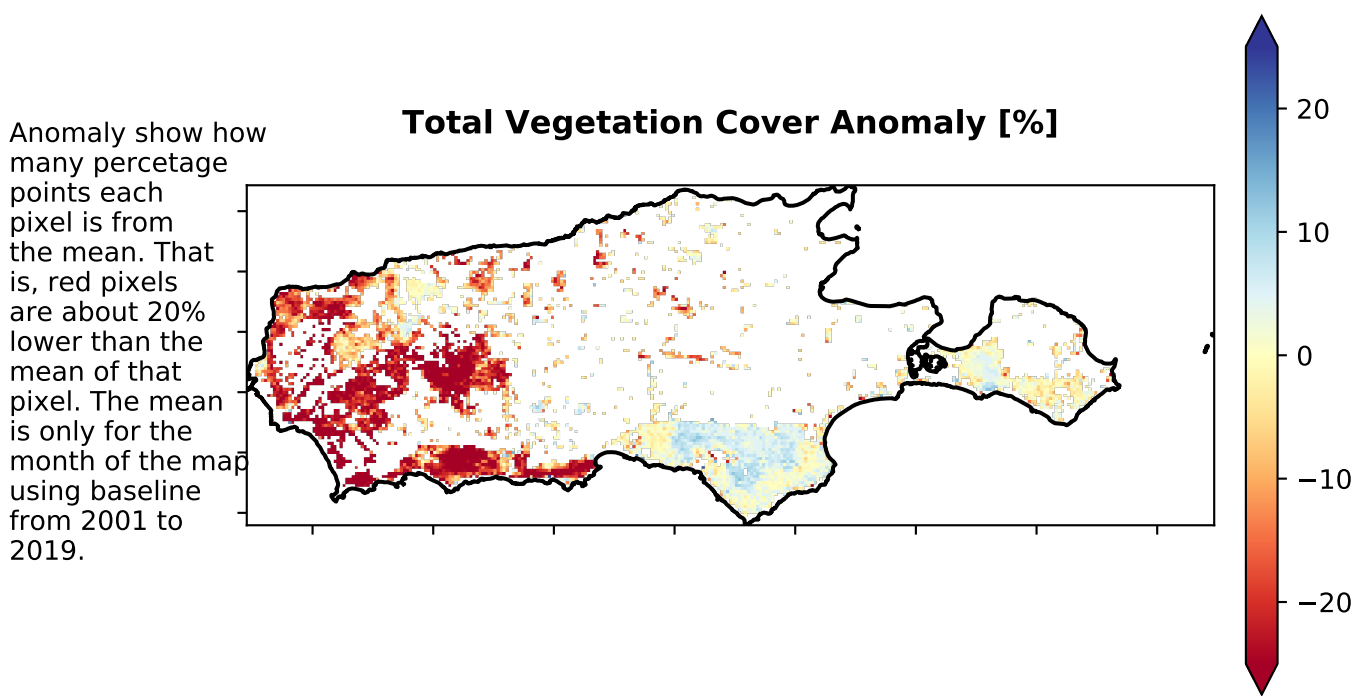 Total Vegetation Cover Anomaly [%]
Anomaly show how
many percetage
points each
pixel is from
the mean. That
is, red pixels
are about 20%
lower than the
mean of that
pixel. The mean
is only for the
month of the map
using baseline
from 2001 to
2019.
20
10
0
−10
−20